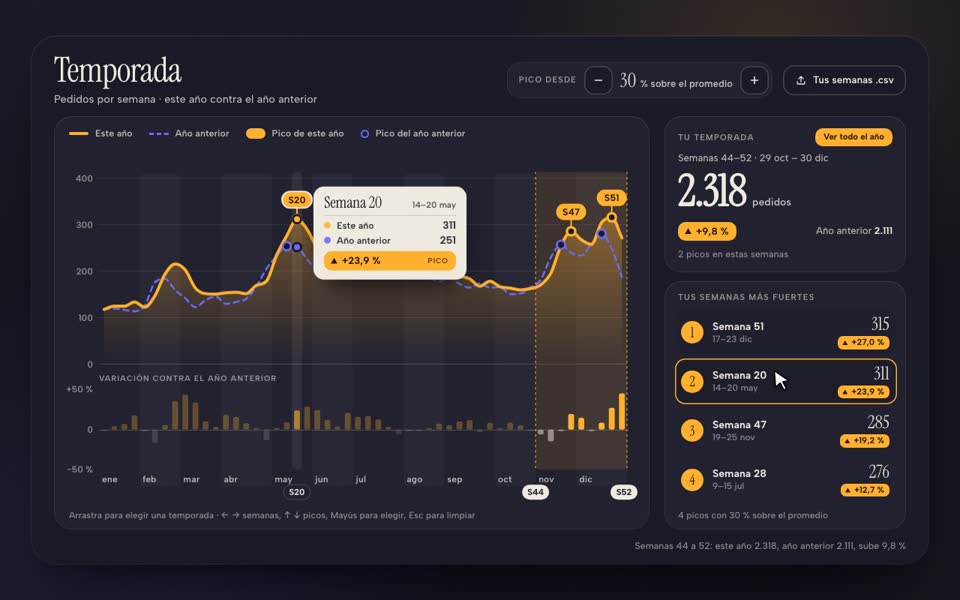 Temporada
Pedidos por semana · este año contra el año anterior
PICO DESDE − 30 % sobre el promedio +
Tus semanas .csv
Este año
Año anterior
Pico de este año
Pico del año anterior
400
300
200
100
0
S20
S47
S51
Semana 20 14–20 may
Este año 311
Año anterior 251
▲ +23,9 % PICO
VARIACIÓN CONTRA EL AÑO ANTERIOR
+50 %
0
−50 %
ene feb mar abr may jun jul ago sep oct nov dic
S20 S44 S52
Arrastra para elegir una temporada · ← → semanas, ↑ ↓ picos, Mayús para elegir, Esc para limpiar
TU TEMPORADA
Ver todo el año
Semanas 44–52 · 29 oct – 30 dic
2.318 pedidos
▲ +9,8 %
Año anterior 2.111
2 picos en estas semanas
TUS SEMANAS MÁS FUERTES
1 Semana 51 315
17–23 dic ▲ +27,0 %
2 Semana 20 311
14–20 may ▲ +23,9 %
3 Semana 47 285
19–25 nov ▲ +19,2 %
4 Semana 28 276
9–15 jul ▲ +12,7 %
4 picos con 30 % sobre el promedio
Semanas 44 a 52: este año 2.318, año anterior 2.111, sube 9,8 %